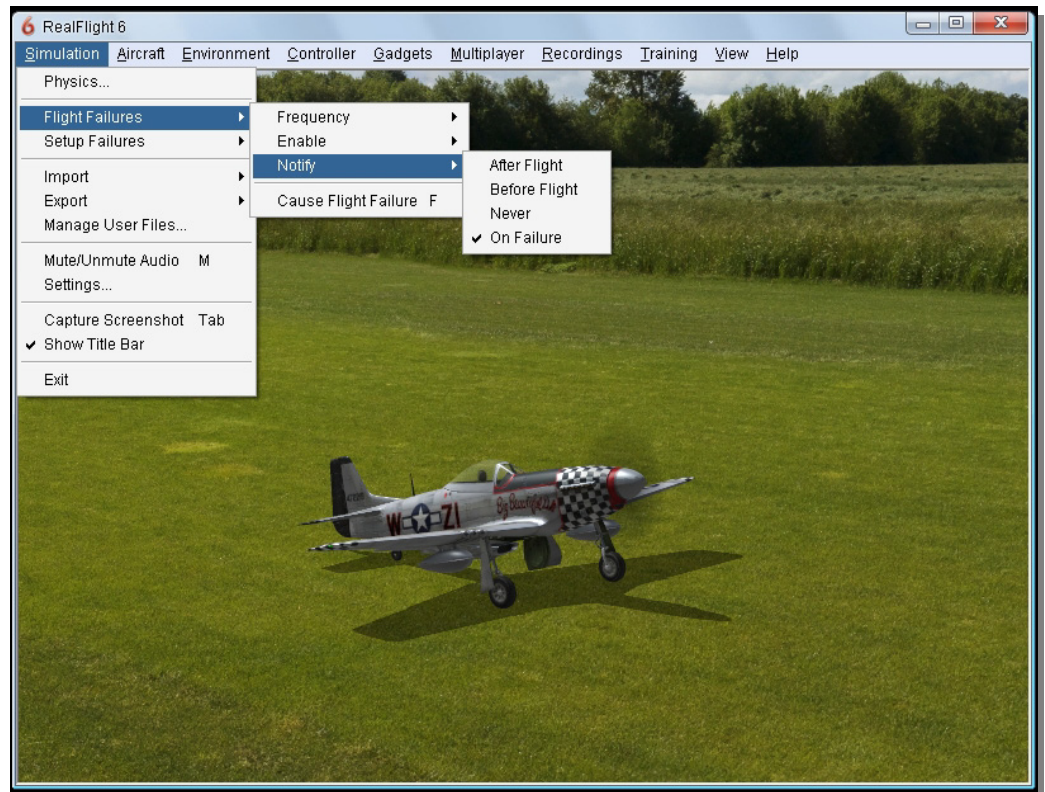 6 RealFlight 6
Simulation Aircraft Environment Controller Gadgets Multiplayer Recordings Training View Help
Physics...
Flight Failures
Setup Failures
Import
Export
Manage User Files...
Mute/Unmute Audio M
Settings...
Capture Screenshot Tab
Show Title Bar
Exit
Frequency
Enable
Notify
Cause Flight Failure F
After Flight
Before Flight
Never
On Failure
W ZI